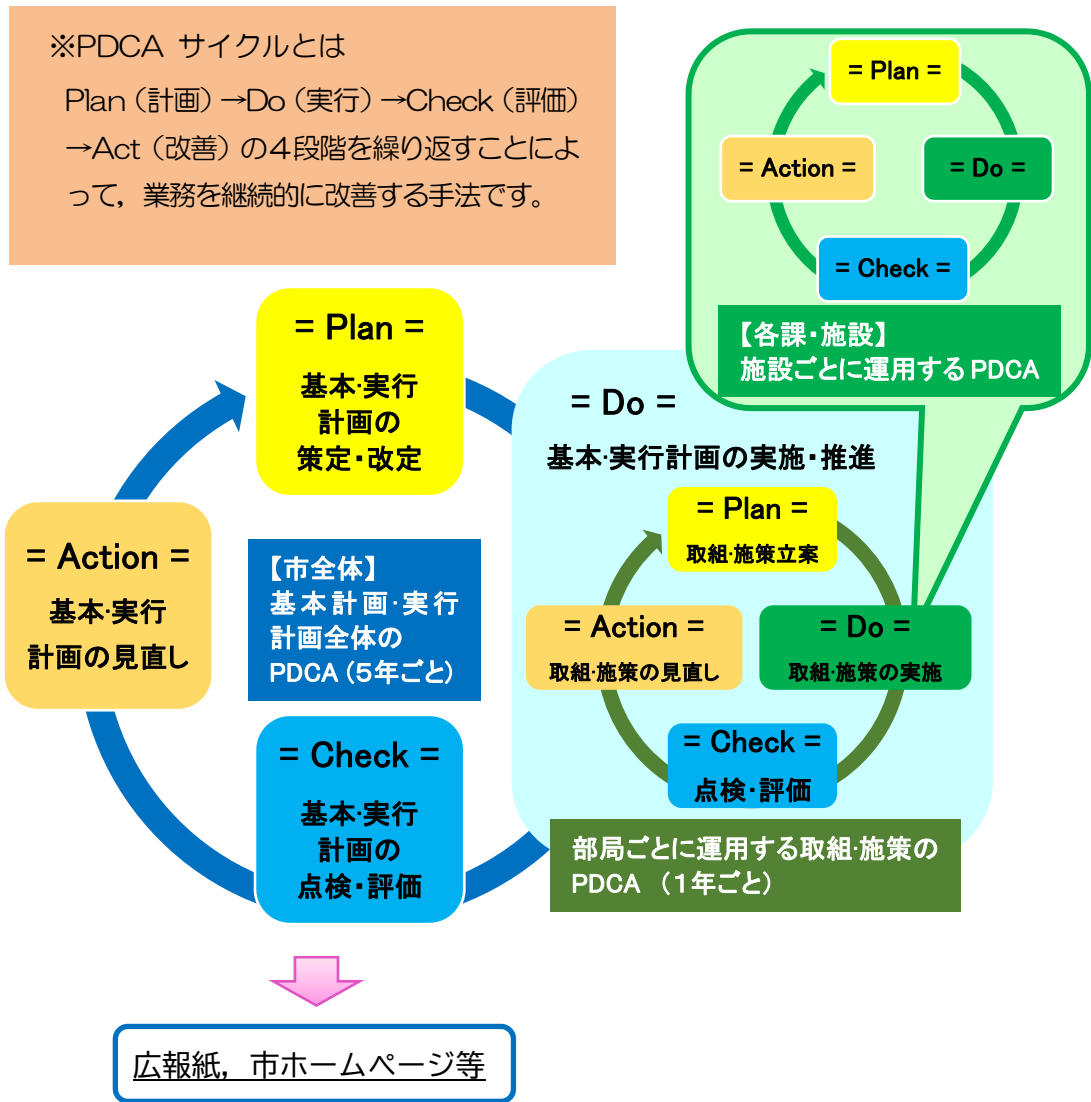 ※PDCA サイクルとは
Plan（計画）→Do（実行）→Check（評価）
→Act（改善）の４段階を繰り返すことによ
って，業務を継続的に改善する手法です。
= Plan =
= Action =
= Do =
= Check =
【各課・施設】
施設ごとに運用する PDCA
= Plan =
基本・実行
計画の
策定・改定
= Do =
基本・実行計画の実施・推進
= Plan =
取組・施策立案
= Action =
取組・施策の見直し
= Do =
取組・施策の実施
= Check =
点検・評価
部局ごとに運用する取組・施策の
PDCA （１年ごと）
= Action =
基本・実行
計画の見直し
【市全体】
基本計画・実行
計画全体の
PDCA（５年ごと）
= Check =
基本・実行
計画の
点検・評価
広報紙，市ホームページ等